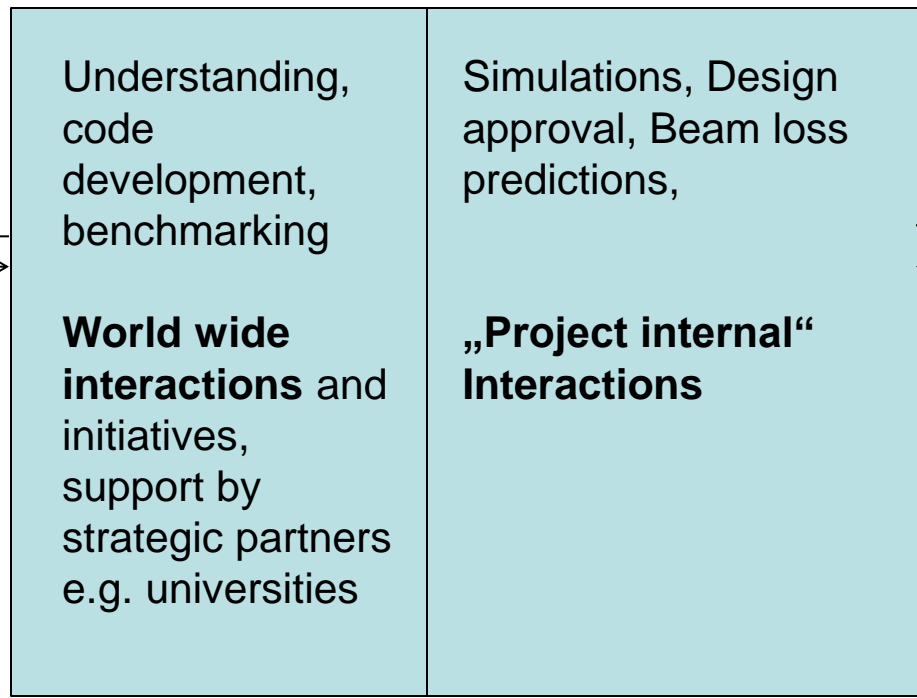 Understanding,
code
development,
benchmarking
World wide
interactions and
initiatives,
support by
strategic partners
e.g. universities
Simulations, Design
approval, Beam loss
predictions,
„Project internal“
Interactions